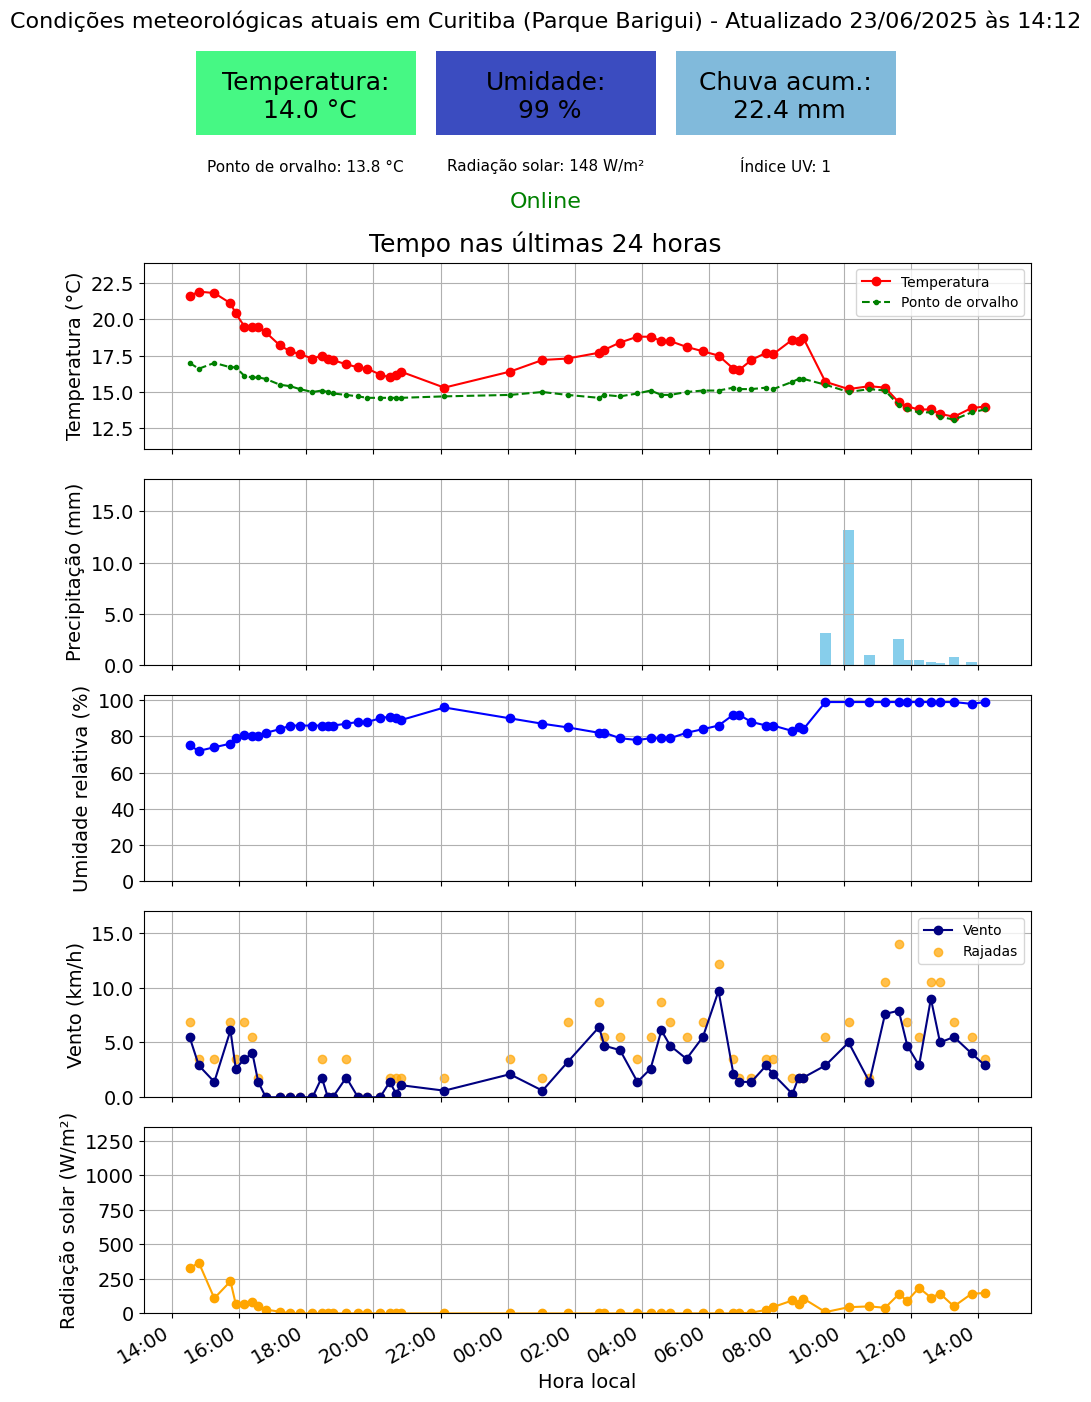 Condições meteorológicas atuais em Curitiba (Parque Barigui) - Atualizado 23/06/2025 às 14:12
Temperatura:
14.0 °C
Umidade:
99 %
Chuva acum.:
22.4 mm
Ponto de orvalho: 13.8 °C
Radiação solar: 148 W/m²
Índice UV: 1
Online
Tempo nas últimas 24 horas
Temperatura (°C)
22.5
20.0
17.5
15.0
12.5
Temperatura
Ponto de orvalho
Precipitação (mm)
15.0
10.0
5.0
0.0
Umidade relativa (%)
100
80
60
40
20
0
Vento (km/h)
15.0
10.0
5.0
0.0
Vento
Rajadas
Radiação solar (W/m²)
1250
1000
750
500
250
0
14:00 16:00 18:00 20:00 22:00 00:00 02:00 04:00 06:00 08:00 10:00 12:00 14:00
Hora local